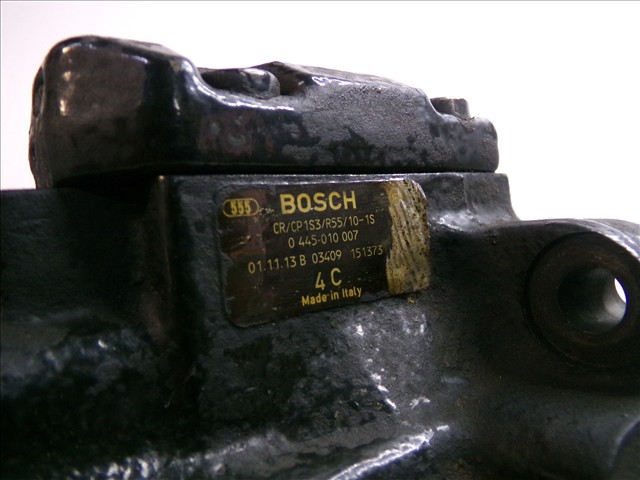 555 BOSCH
CR/CP1S3/R55/10-1S
0 445 010 007
01.11.13 B 03409 151373
4 C
Made in Italy